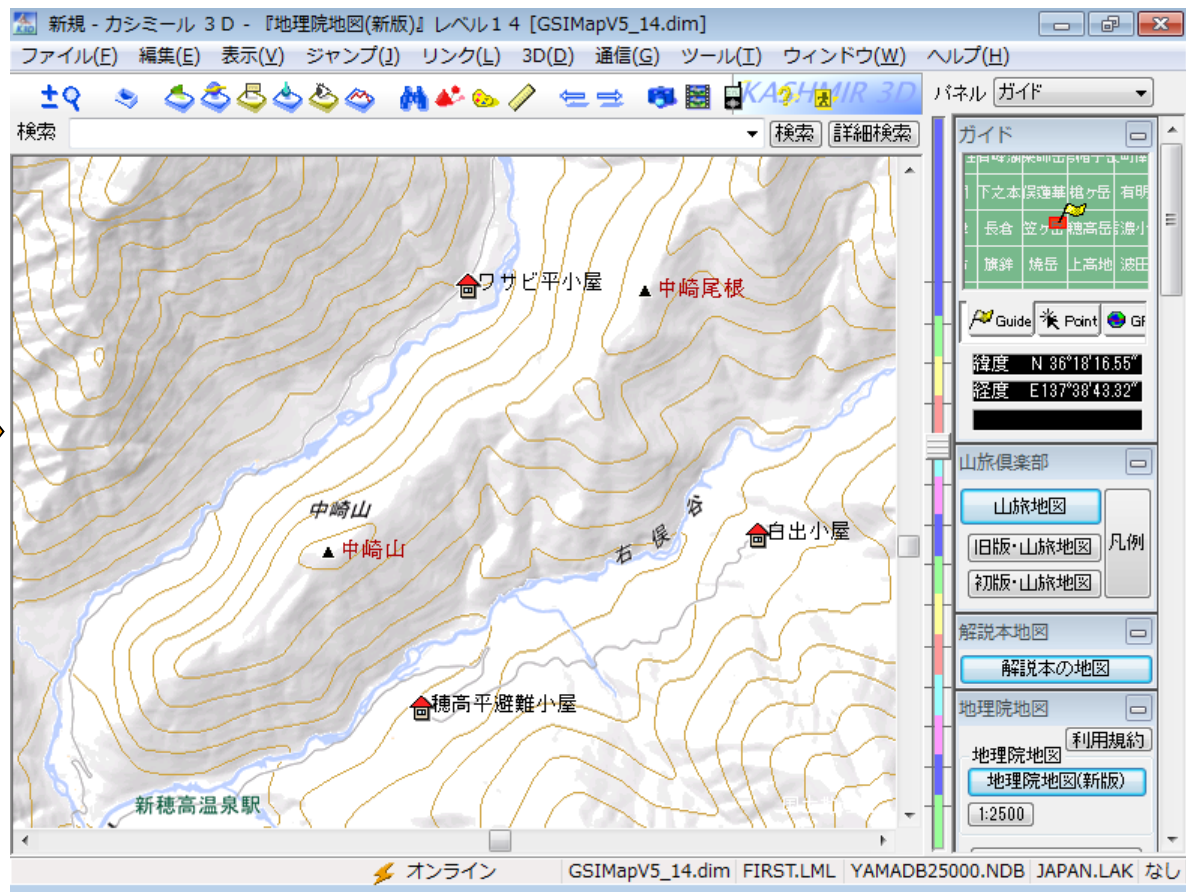 新規 - カシミール 3D - 『地理院地図(新版)』レベル14 [GSIMapV5_14.dim]
ファイル(F) 編集(E) 表示(V) ジャンプ(J) リンク(L) 3D(D) 通信(G) ツール(T) ウィンドウ(W) ヘルプ(H)
KASHMIR 3D
パネル ガイド
検索 検索 詳細検索
ガイド
下之本 俣蓮華 槍ヶ岳 有明
長倉 笠ヶ岳 穂高岳 信濃小
旗鉾 焼岳 上高地 波田
Guide Point GF
緯度 N 36°18'16.55"
経度 E137°38'43.32"
ワサビ平小屋
中崎尾根
中崎山
中崎山
右俣谷
白出小屋
穂高平避難小屋
新穂高温泉駅
山旅倶楽部
山旅地図
旧版・山旅地図
初版・山旅地図
凡例
解説本地図
解説本の地図
地理院地図
利用規約
地理院地図
地理院地図(新版)
1:2500
オンライン GSIMapV5_14.dim FIRST.LML YAMADB25000.NDB JAPAN.LAK なし